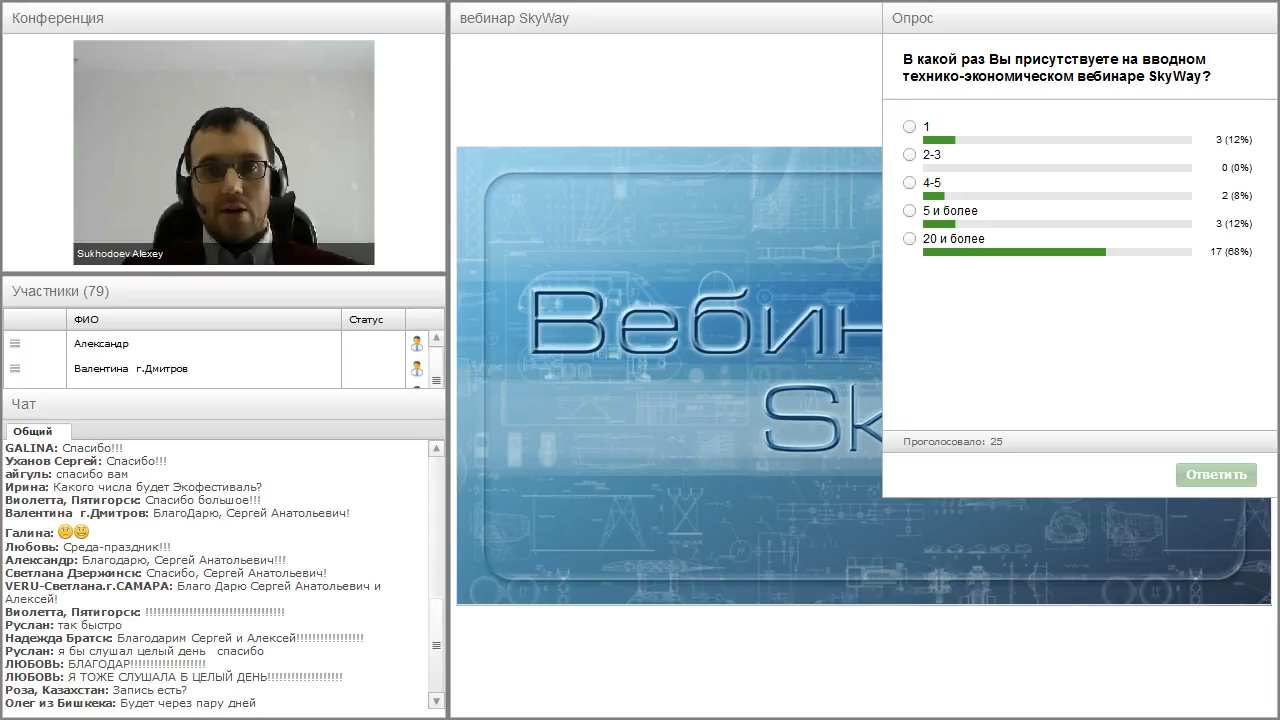 Конференция
Sukhodoev Alexey
Участники (79)
ФИО
Статус
Александр
Валентина г.Дмитров
Чат
Общий
GALINA: Спасибо!!!
Уханов Сергей: Спасибо!!!
айгуль: спасибо вам
Ирина: Какого числа будет Экофестиваль?
Виолетта, Пятигорск: Спасибо большое!!!
Валентина г.Дмитров: БлагоДарю, Сергей Анатольевич!
Галина:
Любовь: Среда-праздник!!!
Александр: Благодарю, Сергей Анатольевич!!!
Светлана Дзержинск: Спасибо, Сергей Анатольевич!
VERU-Светлана.г.САМАРА: Благо Дарю Сергей Анатольевич и
Алексей!
Виолетта, Пятигорск: !!!!!!!!!!!!!!!!!!!!!!!!!!!!!!!!!!!
Руслан: так быстро
Надежда Братск: Благодарим Сергей и Алексей!!!!!!!!!!!!!!!!!
Руслан: я бы слушал целый день спасибо
ЛЮБОВЬ: БЛАГОДАР!!!!!!!!!!!!!!!!!!!
ЛЮБОВЬ: Я ТОЖЕ СЛУШАЛА Б ЦЕЛЫЙ ДЕНЬ!!!!!!!!!!!!!!!!!!!
Роза, Казахстан: Запись есть?
Олег из Бишкека: Будет через пару дней
вебинар SkyWay
Вебин
Sk
Опрос
В какой раз Вы присутствуете на вводном
технико-экономическом вебинаре SkyWay?
1
3 (12%)
2-3
0 (0%)
4-5
2 (8%)
5 и более
3 (12%)
20 и более
17 (68%)
Проголосовало: 25
Ответить